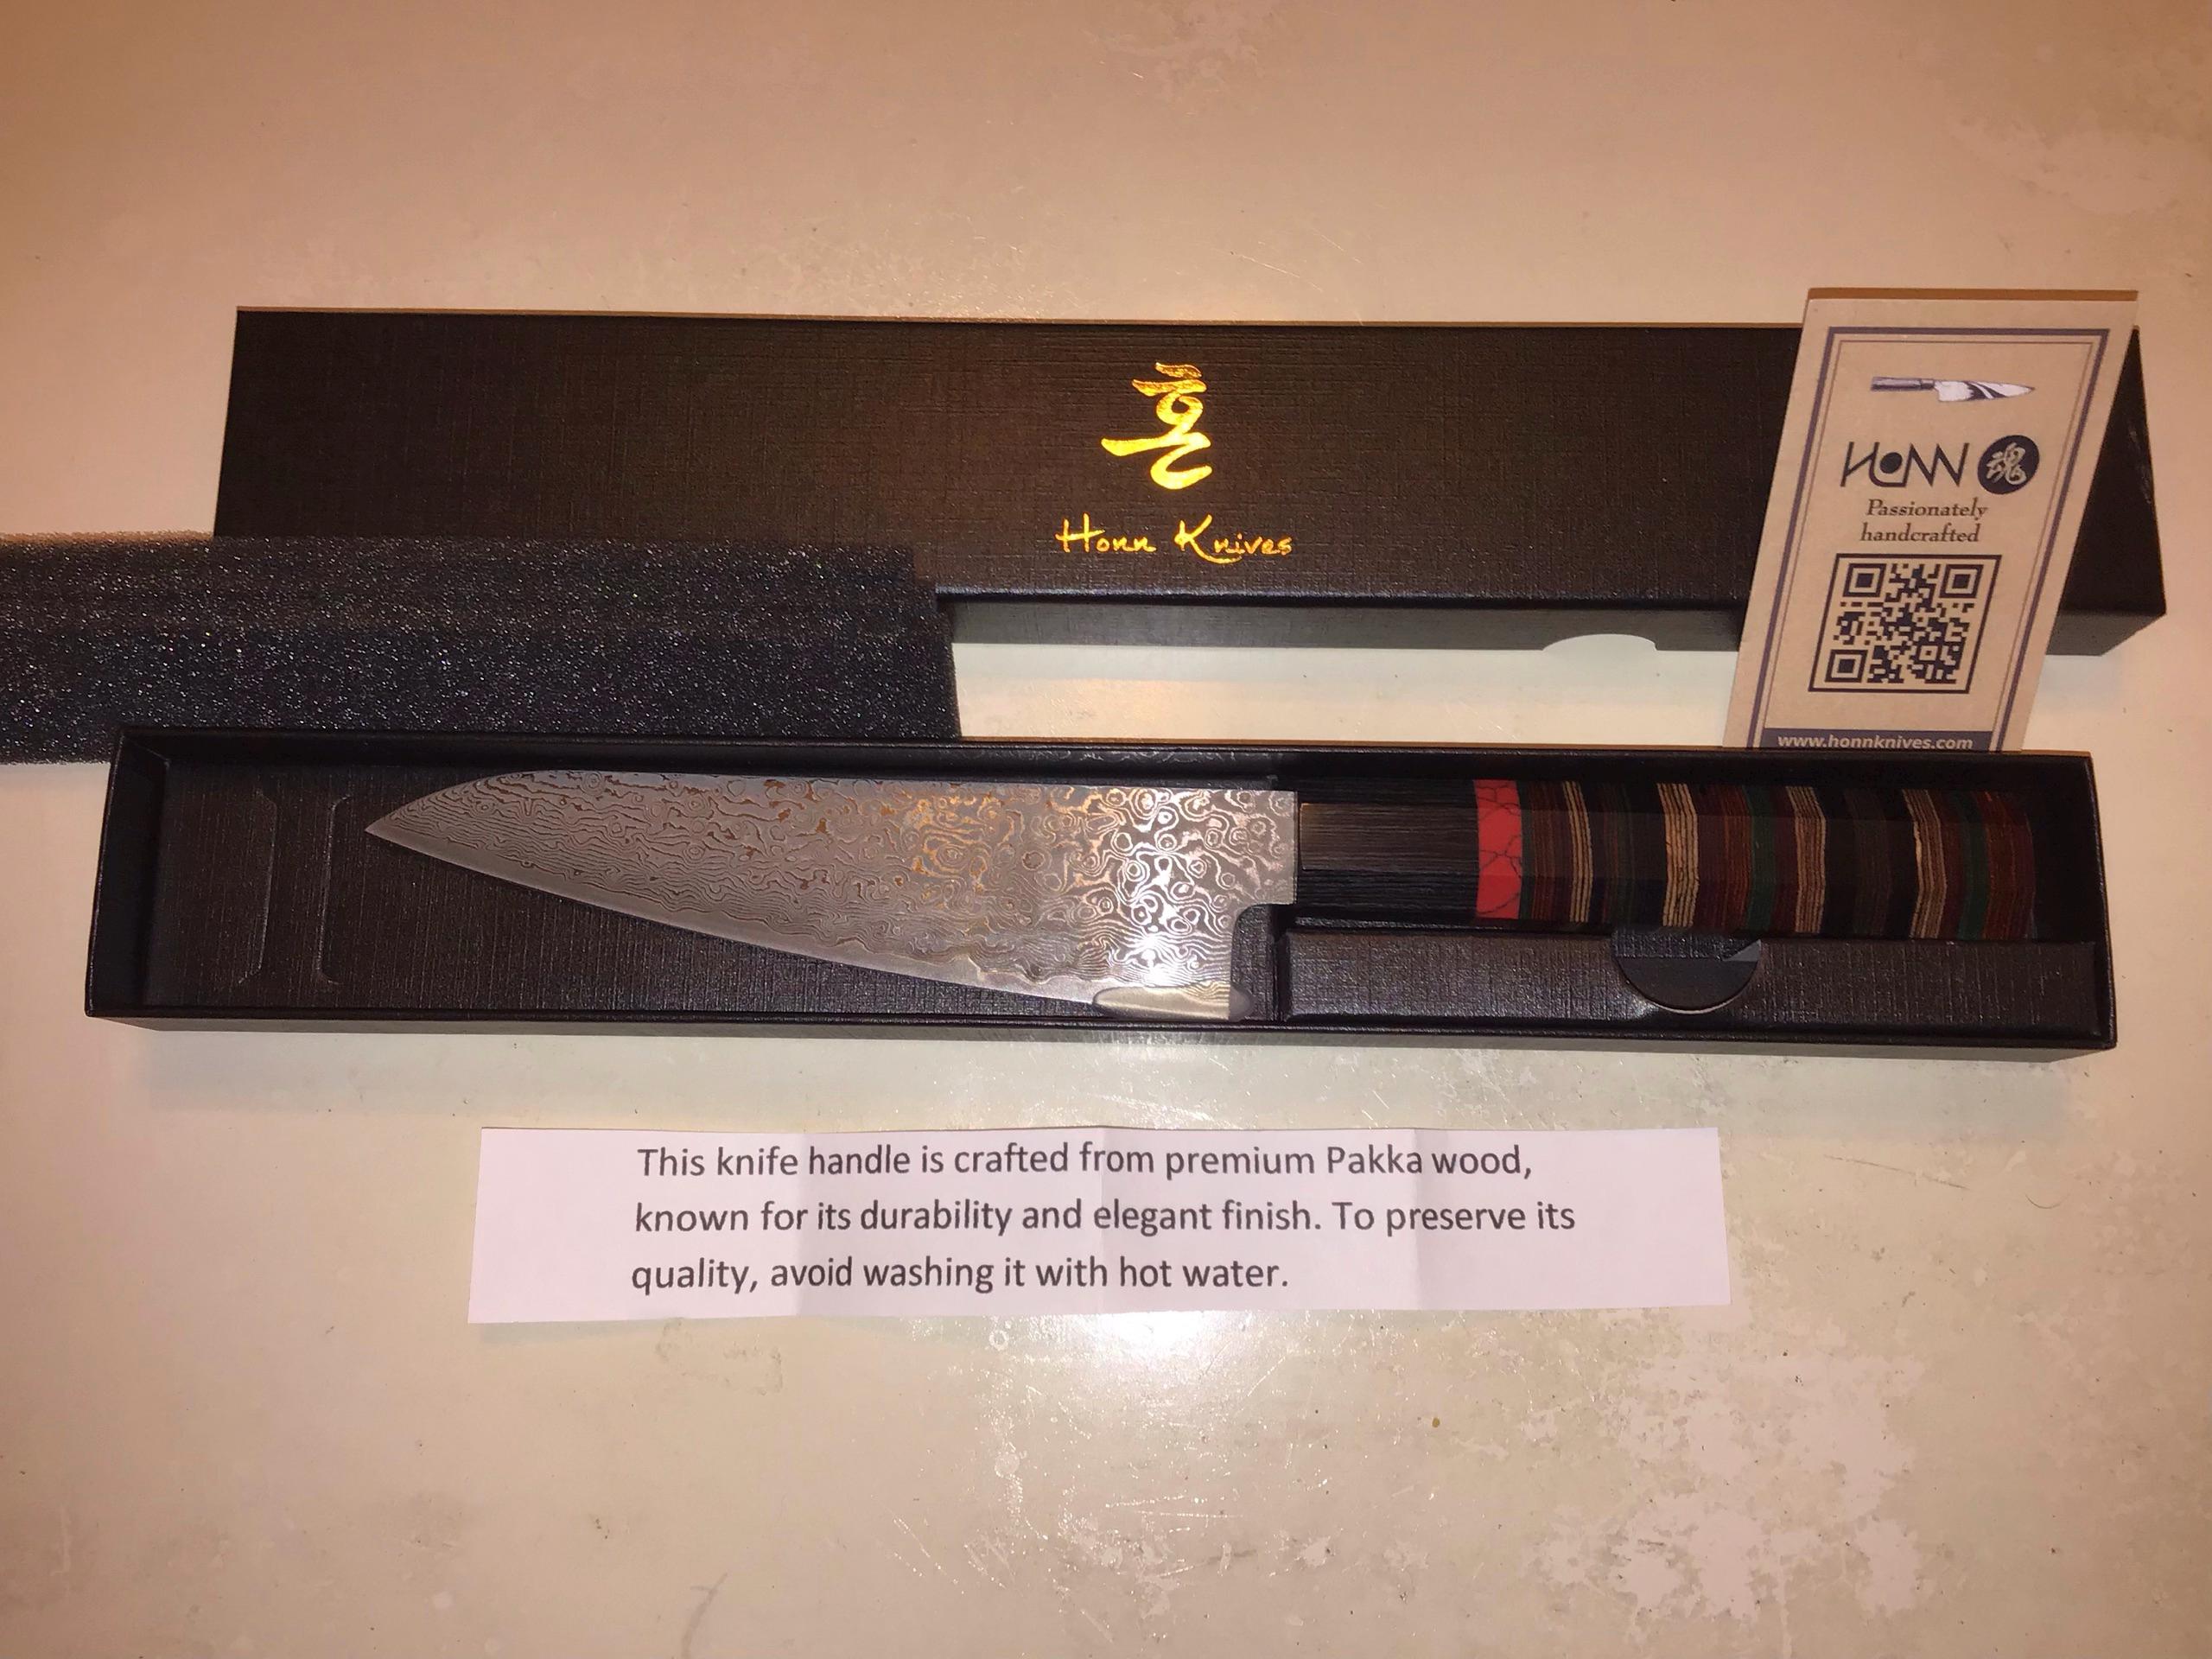 혼
Honn Knives
HONN 魂
Passionately
handcrafted
www.honnknives.com
This knife handle is crafted from premium Pakka wood,
known for its durability and elegant finish. To preserve its
quality, avoid washing it with hot water.